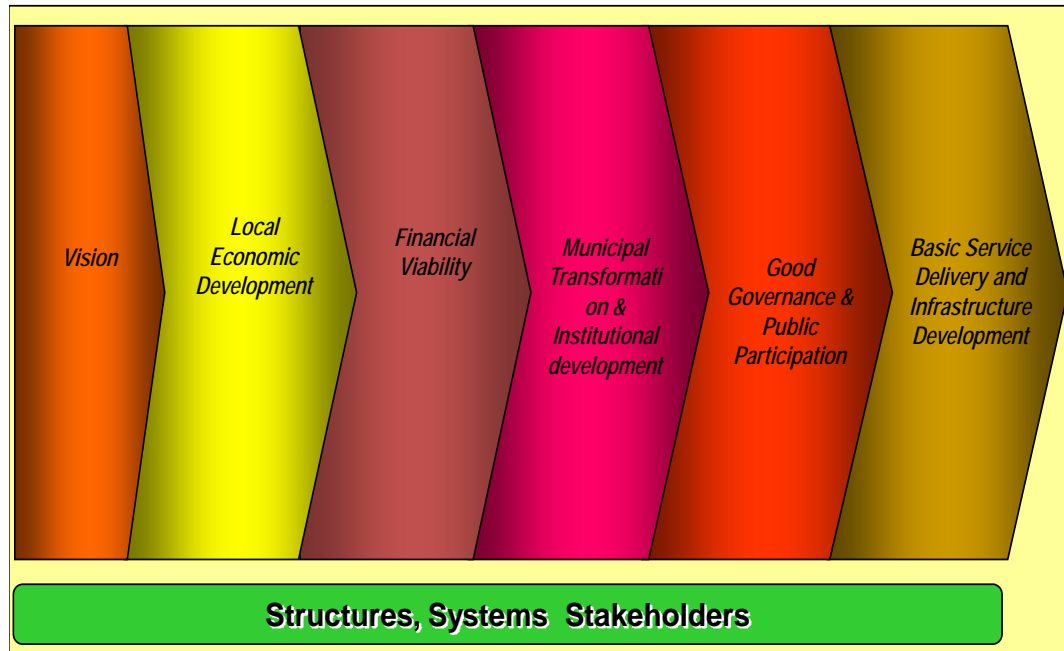 Vision
Local
Economic
Development
Financial
Viability
Municipal
Transformati
on &
Institutional
development
Good
Governance &
Public
Participation
Basic Service
Delivery and
Infrastructure
Development
Structures, Systems  Stakeholders